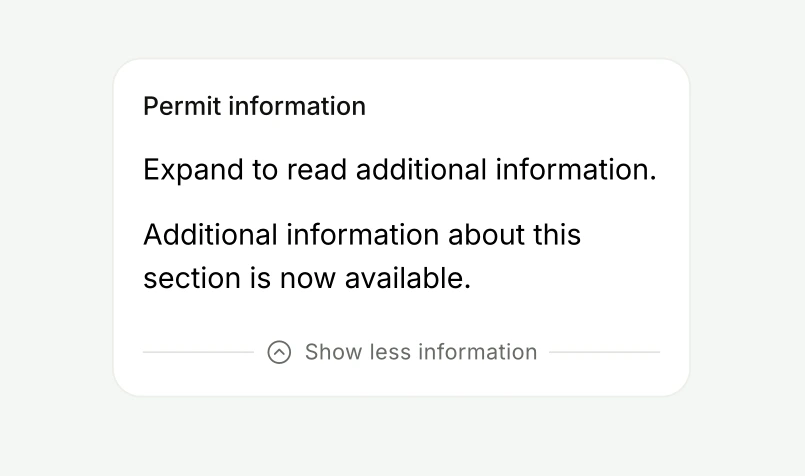 Permit information
Expand to read additional information.
Additional information about this
section is now available.
Show less information